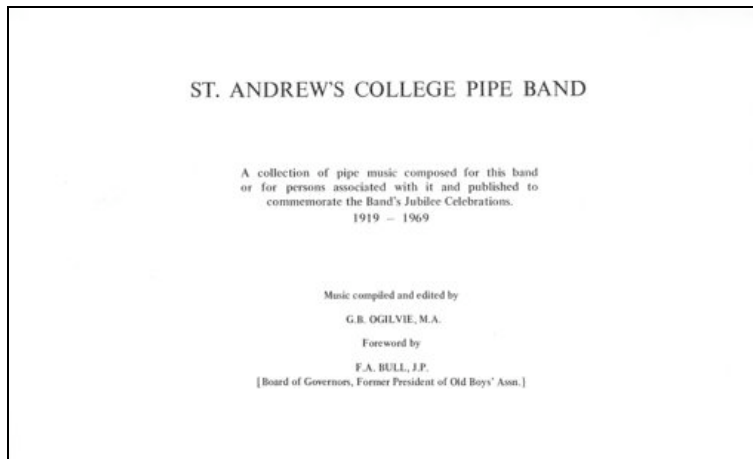 ST. ANDREW'S COLLEGE PIPE BAND
A collection of pipe music composed for this band
or for persons associated with it and published to
commemorate the Band's Jubilee Celebrations.
1919 – 1969
Music compiled and edited by
G.B. OGILVIE, M.A.
Foreword by
F.A. BULL, J.P.
[Board of Governors, Former President of Old Boys' Assn.]